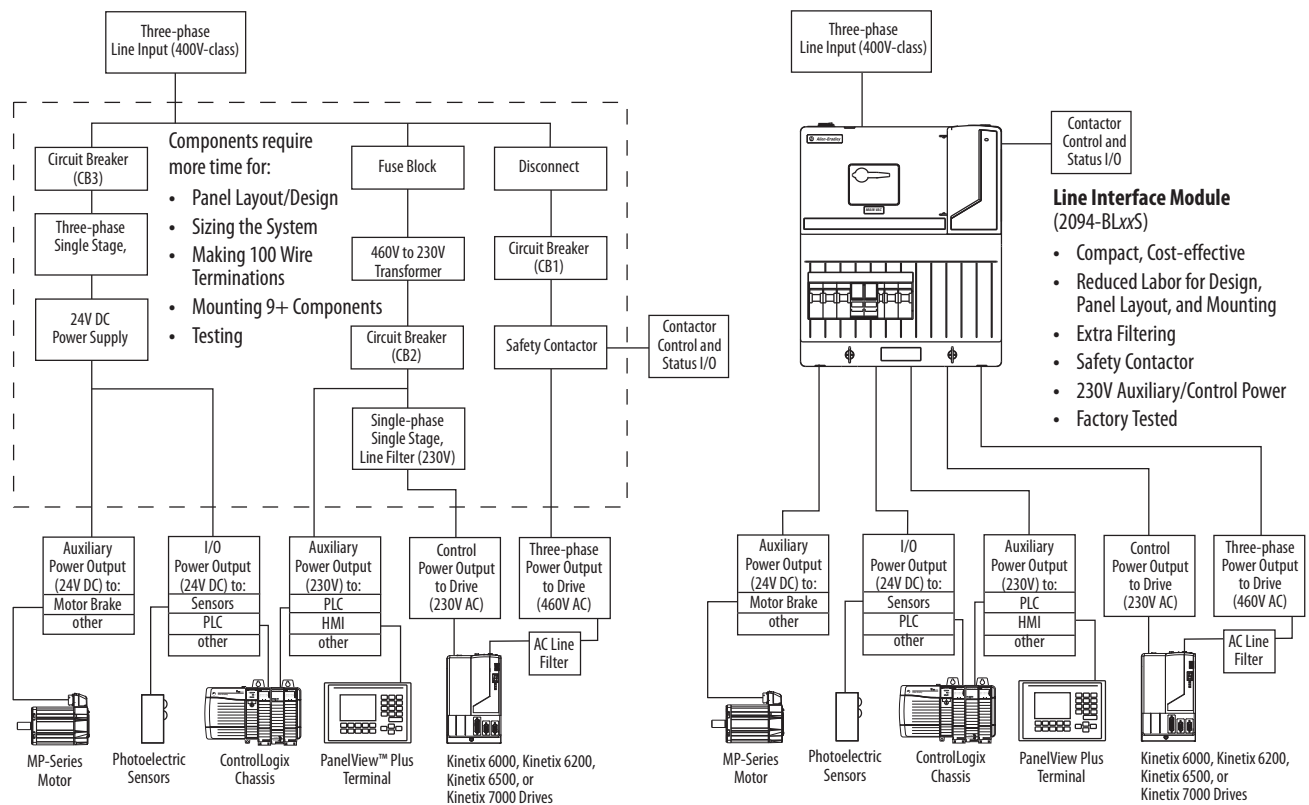 Three-phase
Line Input (400V-class)
Circuit Breaker
(CB3)
Three-phase
Single Stage,
24V DC
Power Supply
Components require
more time for:
• Panel Layout/Design
• Sizing the System
• Making 100 Wire
Terminations
• Mounting 9+ Components
• Testing
Fuse Block
460V to 230V
Transformer
Circuit Breaker
(CB2)
Single-phase
Single Stage,
Line Filter (230V)
Disconnect
Circuit Breaker
(CB1)
Safety Contactor
Contactor
Control and
Status I/O
Auxiliary
Power Output
(24V DC) to:
Motor Brake
other
I/O
Power Output
(24V DC) to:
Sensors
PLC
other
Auxiliary
Power Output
(230V) to:
PLC
HMI
other
Control
Power Output
to Drive
(230V AC)
Three-phase
Power Output
to Drive
(460V AC)
AC Line
Filter
MP-Series
Motor
Photoelectric
Sensors
ControlLogix
Chassis
PanelView™ Plus
Terminal
Kinetix 6000, Kinetix 6200,
Kinetix 6500, or
Kinetix 7000 Drives
Three-phase
Line Input (400V-class)
Allen-Bradley
Contactor
Control and
Status I/O
Line Interface Module
(2094-BLxxS)
• Compact, Cost-effective
• Reduced Labor for Design,
Panel Layout, and Mounting
• Extra Filtering
• Safety Contactor
• 230V Auxiliary/Control Power
• Factory Tested
Auxiliary
Power Output
(24V DC) to:
Motor Brake
other
I/O
Power Output
(24V DC) to:
Sensors
PLC
other
Auxiliary
Power Output
(230V) to:
PLC
HMI
other
Control
Power Output
to Drive
(230V AC)
Three-phase
Power Output
to Drive
(460V AC)
AC Line
Filter
MP-Series
Motor
Photoelectric
Sensors
ControlLogix
Chassis
PanelView Plus
Terminal
Kinetix 6000, Kinetix 6200,
Kinetix 6500, or
Kinetix 7000 Drives